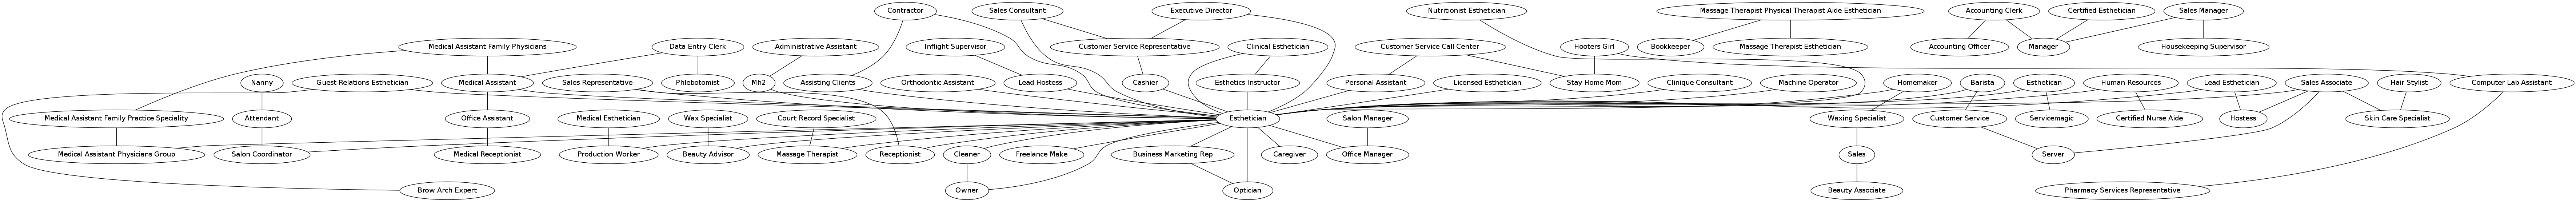 Contractor
Sales Consultant
Executive Director
Nutritionist Esthetician
Massage Therapist Physical Therapist Aide Esthetician
Accounting Clerk
Certified Esthetician
Sales Manager
Medical Assistant Family Physicians
Data Entry Clerk
Administrative Assistant
Inflight Supervisor
Customer Service Representative
Clinical Esthetician
Customer Service Call Center
Hooters Girl
Bookkeeper
Massage Therapist Esthetician
Accounting Officer
Manager
Housekeeping Supervisor
Nanny
Guest Relations Esthetician
Medical Assistant
Sales Representative
Phlebotomist
Mh2
Assisting Clients
Orthodontic Assistant
Lead Hostess
Cashier
Esthetics Instructor
Personal Assistant
Licensed Esthetician
Stay Home Mom
Clinique Consultant
Machine Operator
Homemaker
Barista
Esthetican
Human Resources
Lead Esthetician
Sales Associate
Hair Stylist
Computer Lab Assistant
Medical Assistant Family Practice Speciality
Attendant
Office Assistant
Medical Esthetician
Wax Specialist
Court Record Specialist
Esthetician
Salon Manager
Waxing Specialist
Customer Service
Servicemagic
Certified Nurse Aide
Hostess
Skin Care Specialist
Medical Assistant Physicians Group
Salon Coordinator
Medical Receptionist
Production Worker
Beauty Advisor
Massage Therapist
Receptionist
Cleaner
Freelance Make
Business Marketing Rep
Caregiver
Office Manager
Sales
Server
Brow Arch Expert
Owner
Optician
Beauty Associate
Pharmacy Services Representative